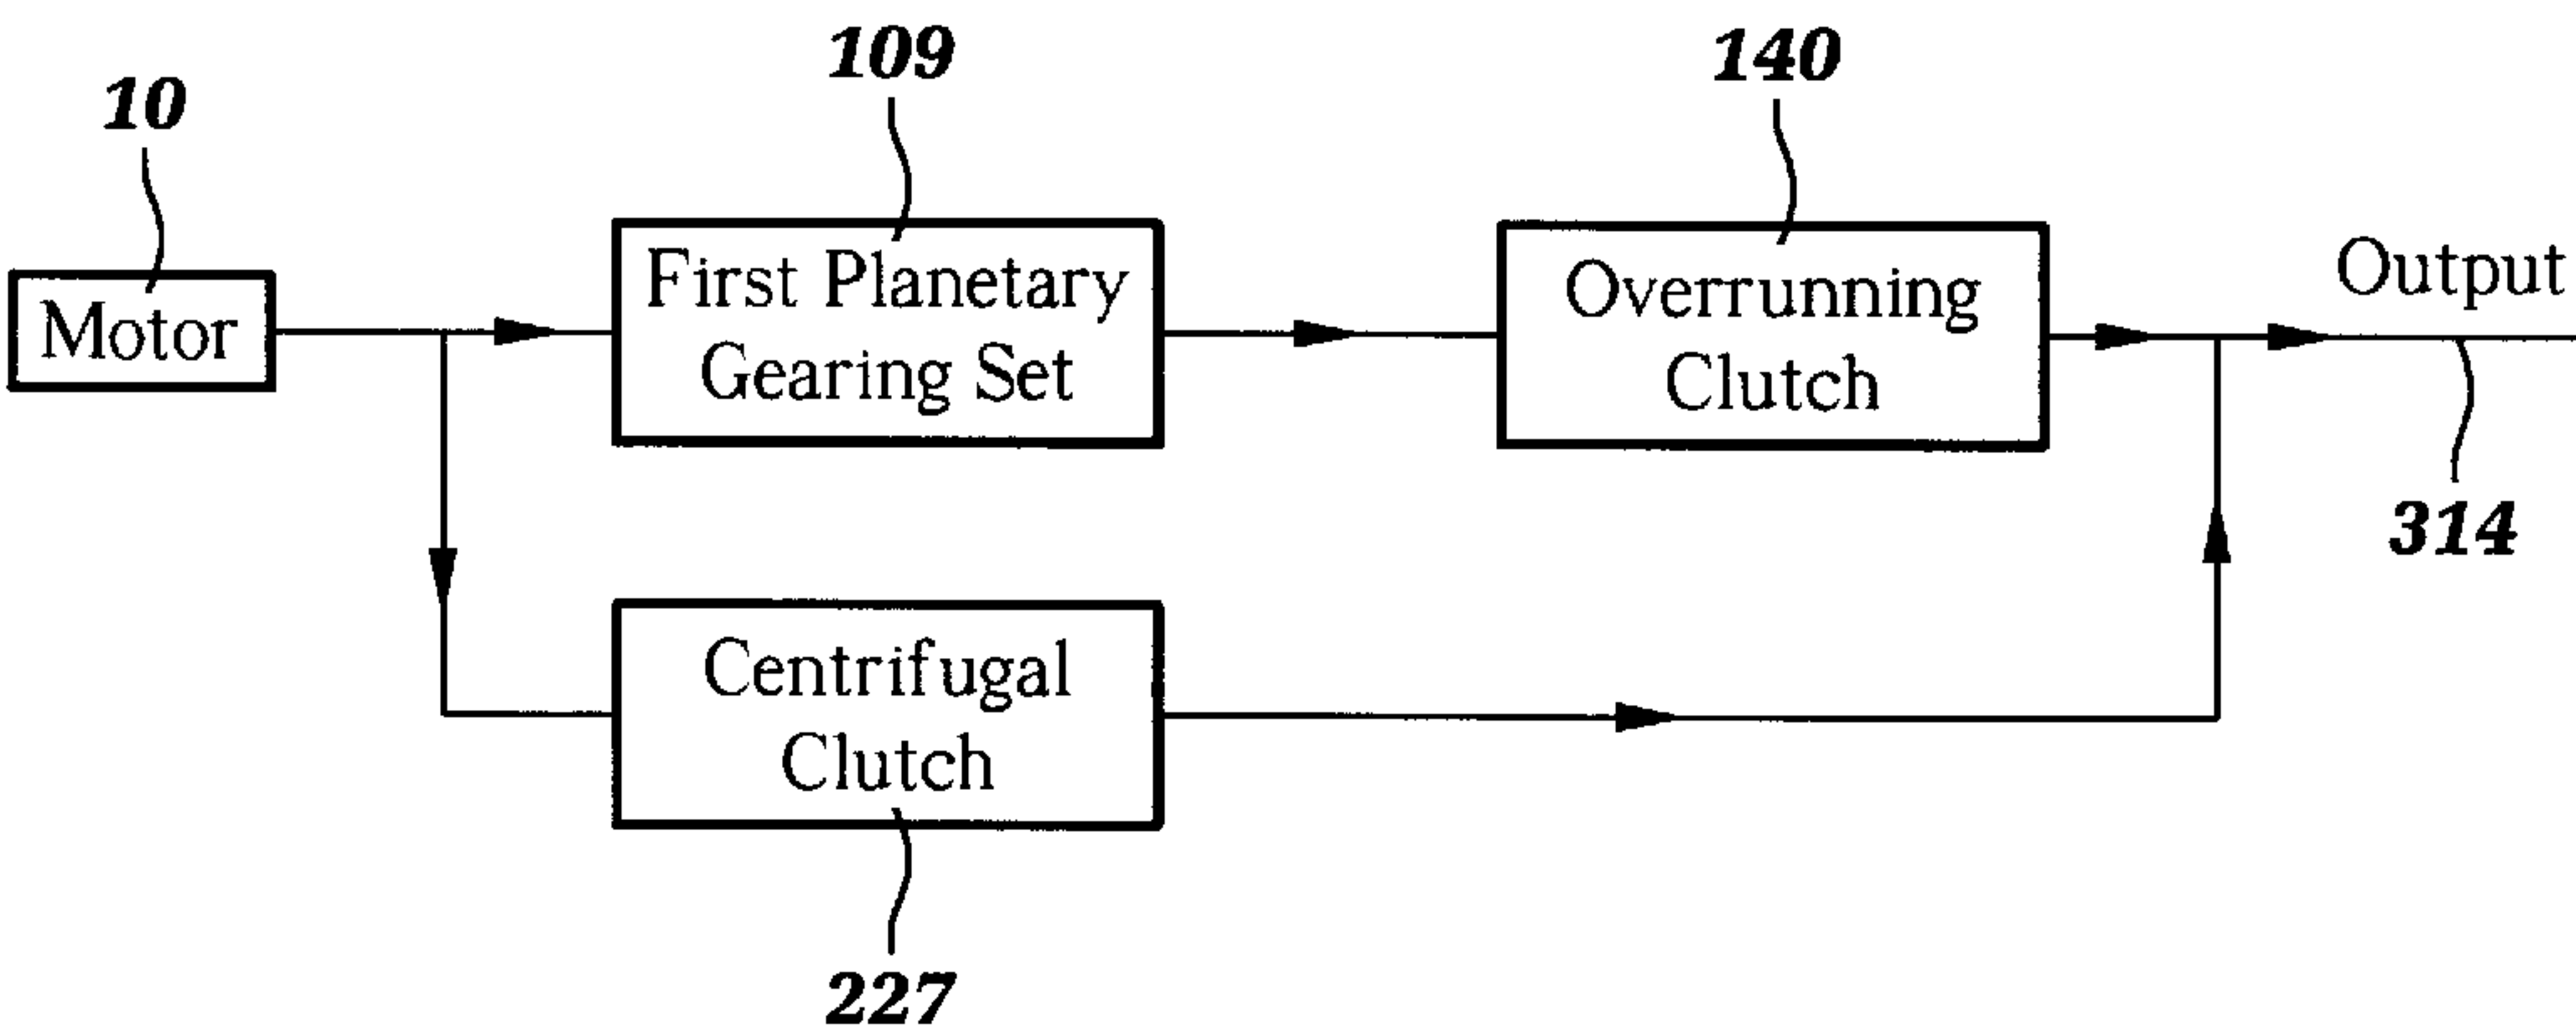 10
109
140
Motor
First Planetary
Gearing Set
Overrunning
Clutch
Output
314
Centrifugal
Clutch
227